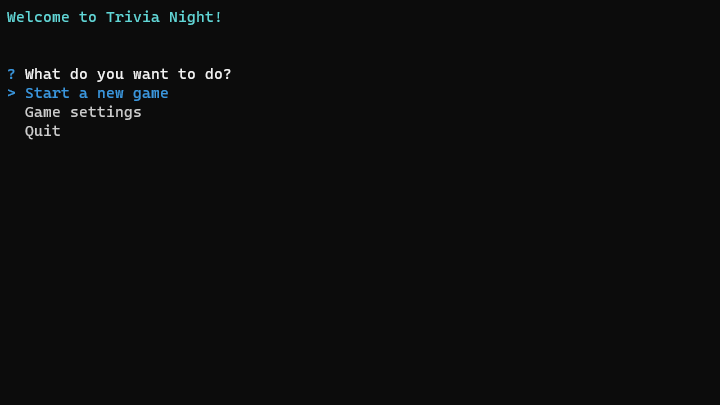 Welcome to Trivia Night!
? What do you want to do?
> Start a new game
Game settings
Quit